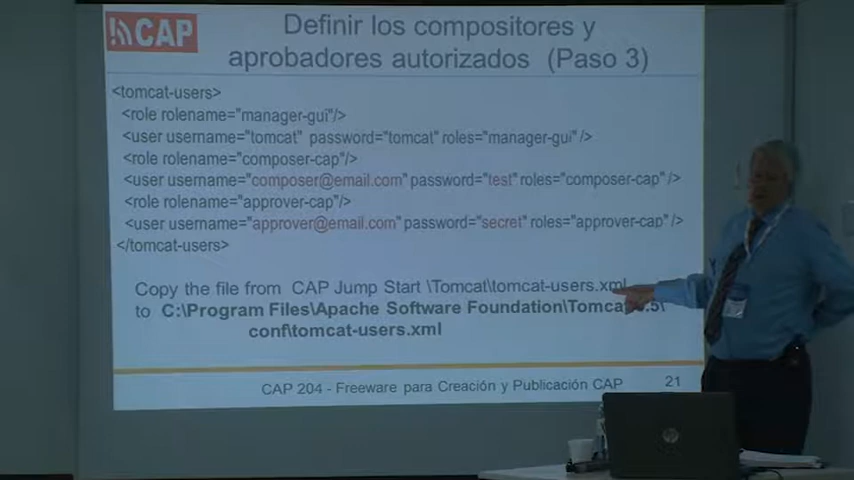 CAP
Definir los compositores y
aprobadores autorizados (Paso 3)
<tomcat-users>
<role rolename="manager-gui"/>
<user username="tomcat" password="tomcat" roles="manager-gui"/>
<role rolename="composer-cap"/>
<user username="composer@email.com" password="test" roles="composer-cap"/>
<role rolename="approver-cap"/>
<user username="approver@email.com" password="secret" roles="approver-cap"/>
</tomcat-users>
Copy the file from CAP Jump Start \Tomcat\tomcat-users.xml
to C:\Program Files\Apache Software Foundation\
conf\tomcat-users.xml
CAP 204 - Freeware para Creación y Publicación CAP
21